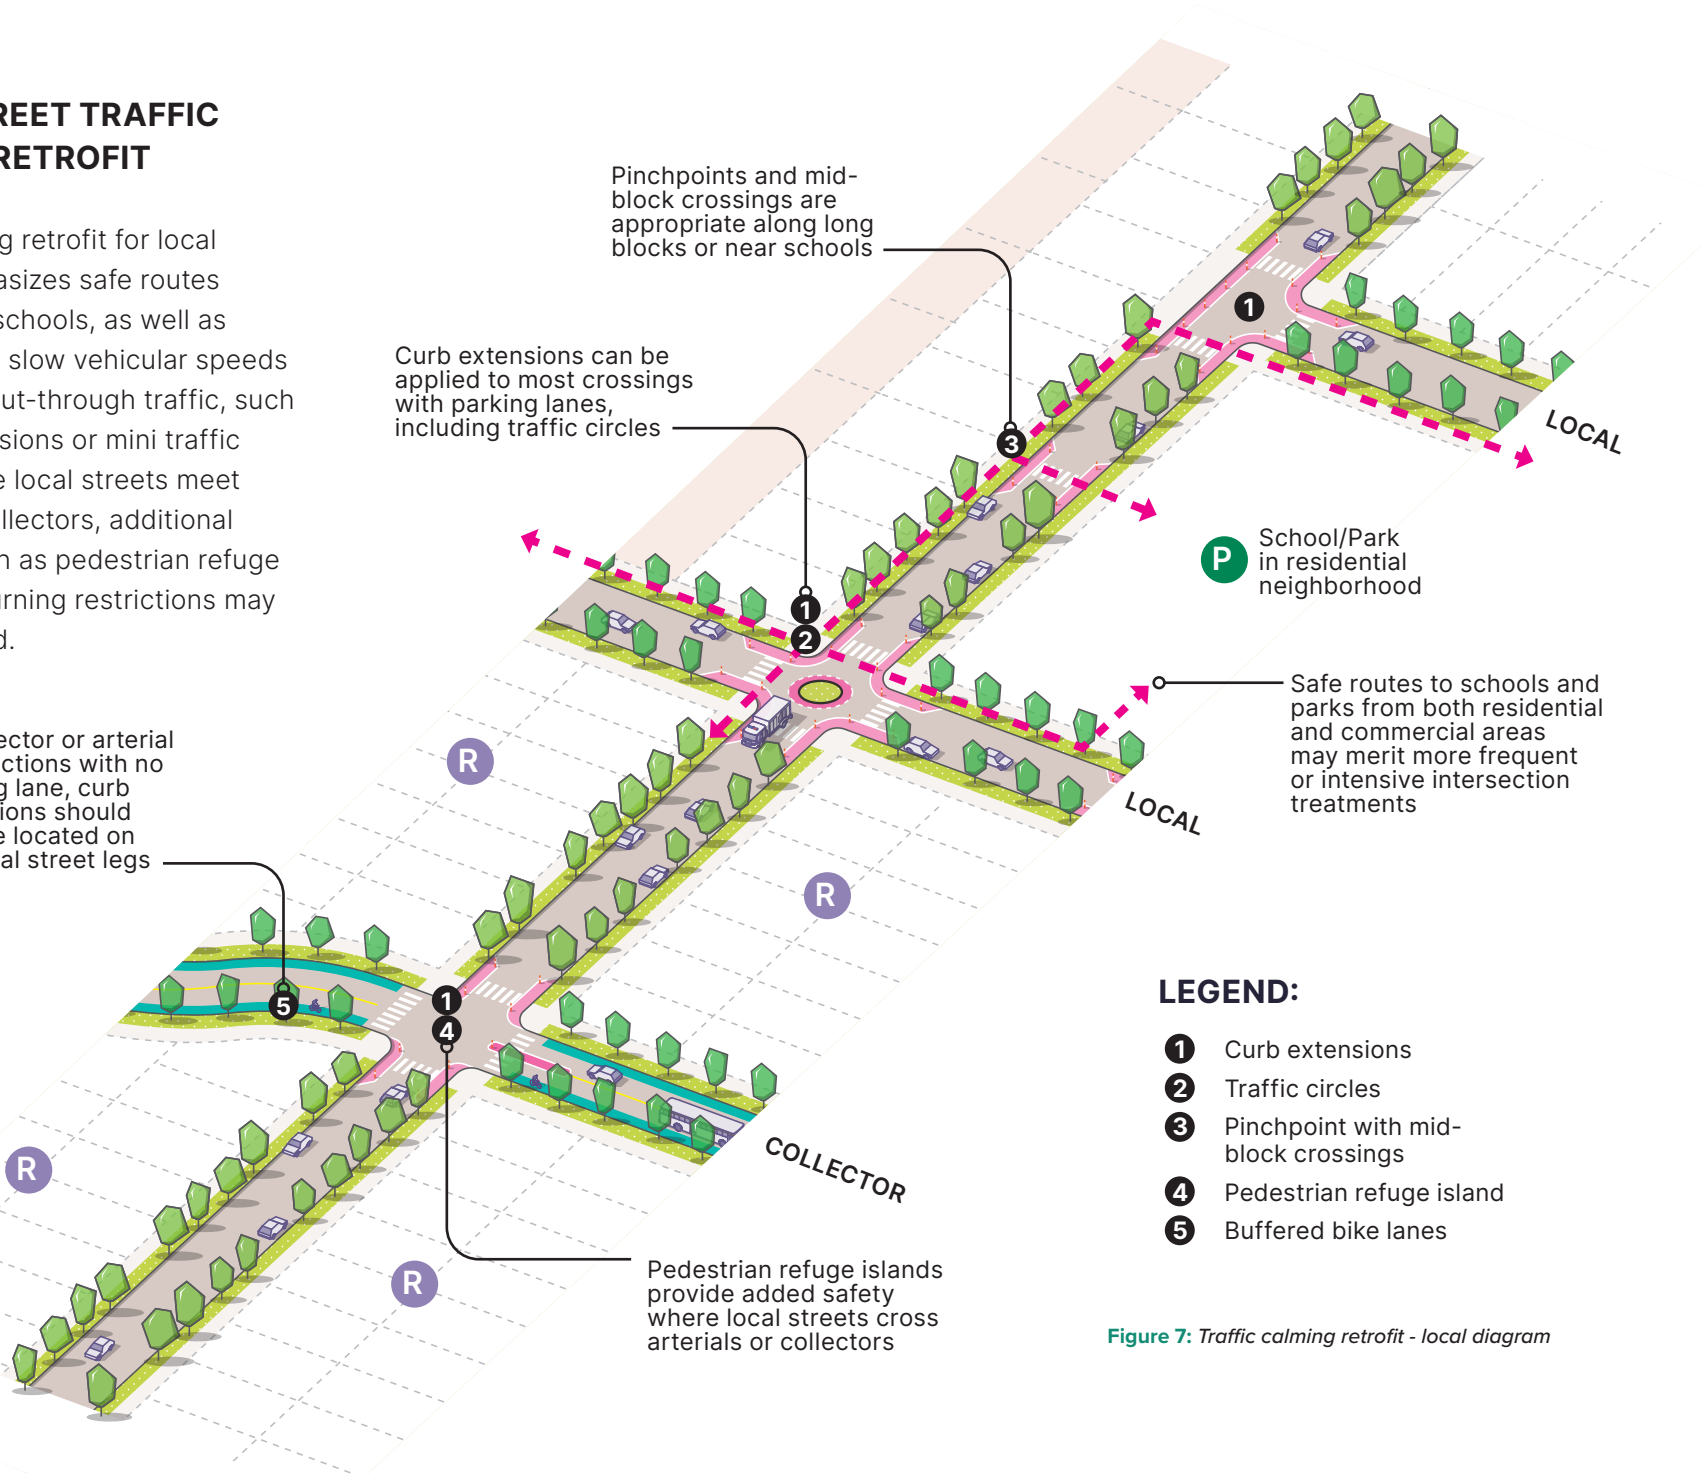 REET TRAFFIC
RETROFIT
g retrofit for local
asizes safe routes
schools, as well as
slow vehicular speeds
ut-through traffic, such
sions or mini traffic
e local streets meet
llectors, additional
n as pedestrian refuge
urning restrictions may
d.
ector or arterial
ctions with no
g lane, curb
ions should
e located on
al street legs
Pinchpoints and mid-
block crossings are
appropriate along long
blocks or near schools
Curb extensions can be
applied to most crossings
with parking lanes,
including traffic circles
1
3
1
2
LOCAL
P
School/Park
in residential
neighborhood
Safe routes to schools and
parks from both residential
and commercial areas
may merit more frequent
or intensive intersection
treatments
LOCAL
R
R
5
1
4
COLLECTOR
R
R
Pedestrian refuge islands
provide added safety
where local streets cross
arterials or collectors
LEGEND:
1 Curb extensions
2 Traffic circles
3 Pinchpoint with mid-
block crossings
4 Pedestrian refuge island
5 Buffered bike lanes
Figure 7: Traffic calming retrofit - local diagram